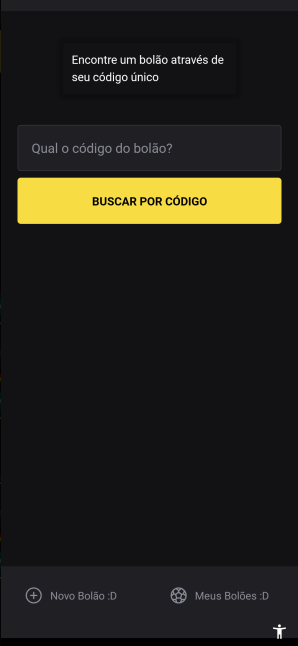 Encontre um bolão através de
seu código único
Qual o código do bolão?
BUSCAR POR CÓDIGO
Novo Bolão :D
Meus Bolões :D